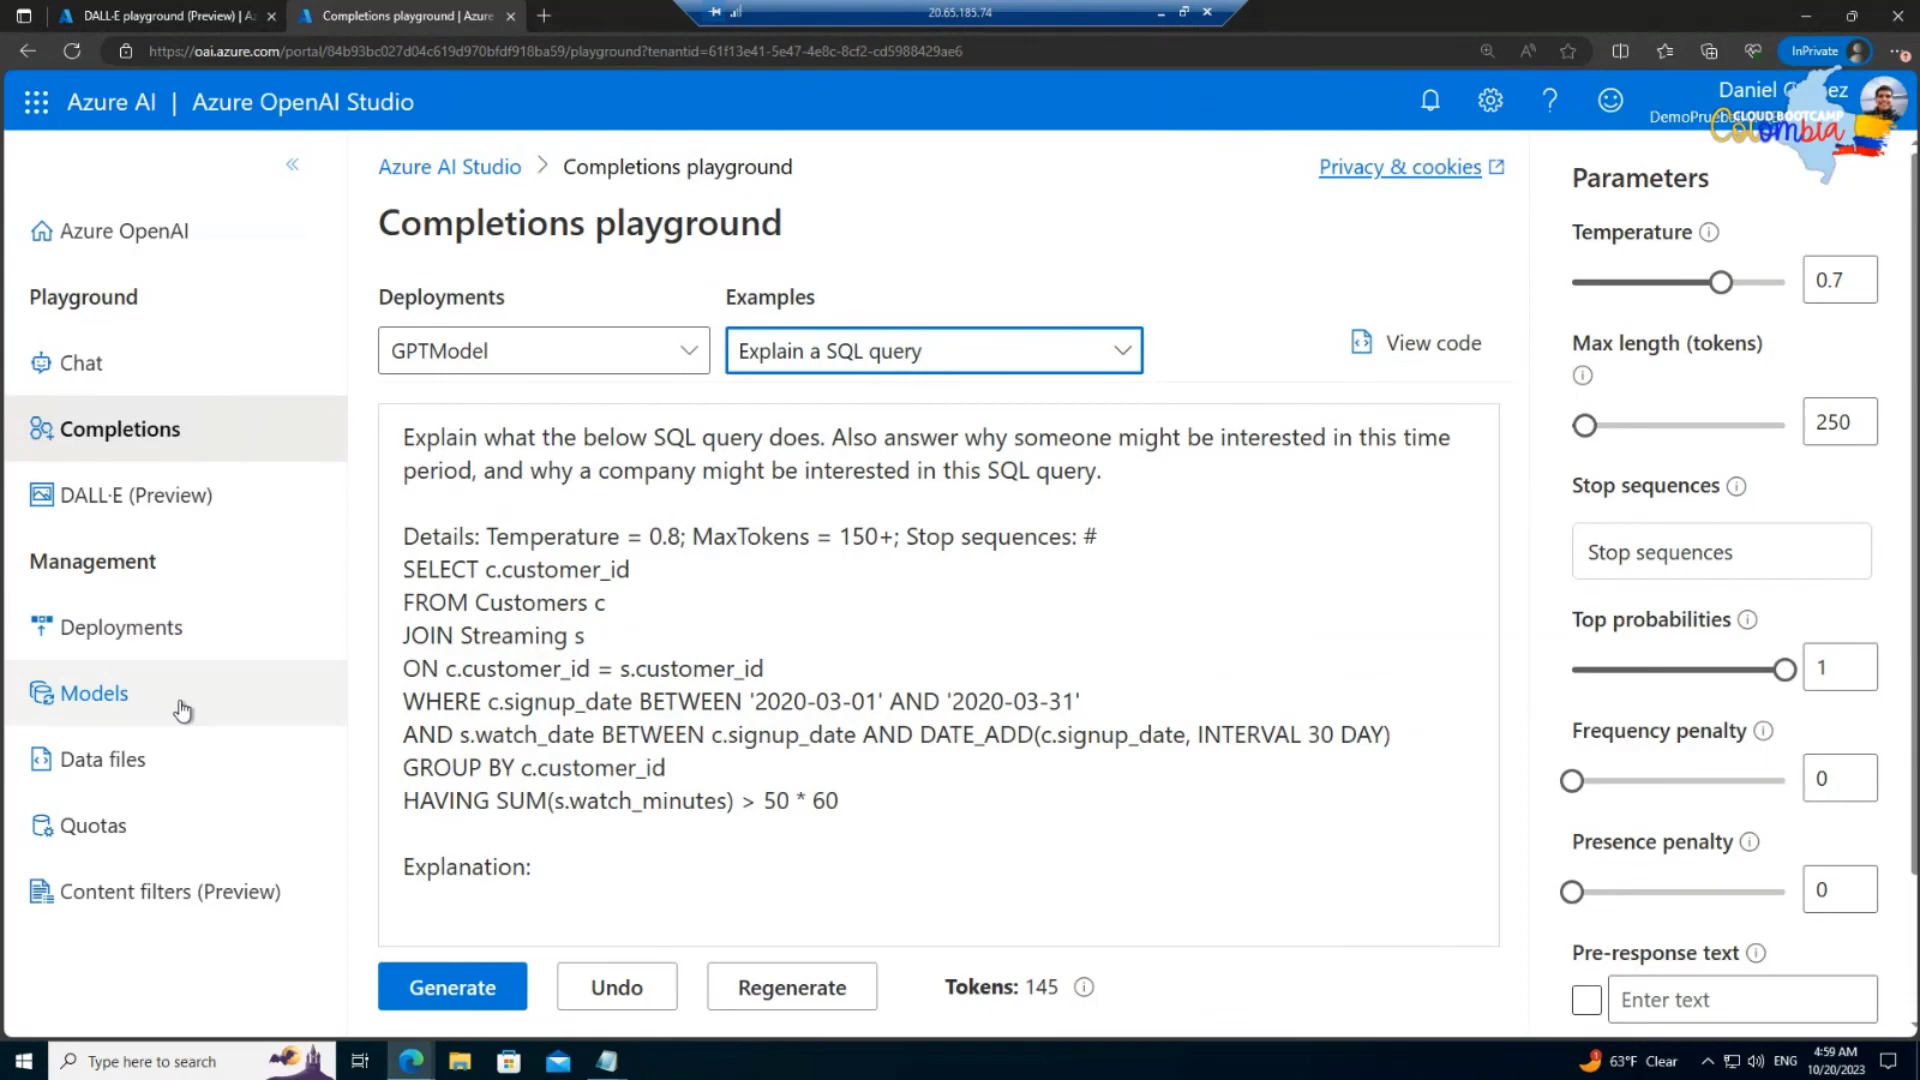 DALL·E playground (Preview) | Az
Completions playground | Azure
20.65.185.74
https://oai.azure.com/portal/84b93bc027d04c619d970bfdf918ba59/playground?tenantid=61f13e41-5e47-4e8c-8cf2-cd5988429ae6
InPrivate
Azure AI | Azure OpenAI Studio
Daniel
ez
CLOUD BOOTCAMP
Colombia
Azure AI Studio > Completions playground
Privacy & cookies
Completions playground
Azure OpenAI
Playground
Chat
Completions
DALL·E (Preview)
Management
Deployments
Models
Data files
Quotas
Content filters (Preview)
Deployments
Examples
GPTModel
Explain a SQL query
View code
Explain what the below SQL query does. Also answer why someone might be interested in this time
period, and why a company might be interested in this SQL query.
Details: Temperature = 0.8; MaxTokens = 150+; Stop sequences: #
SELECT c.customer_id
FROM Customers c
JOIN Streaming s
ON c.customer_id = s.customer_id
WHERE c.signup_date BETWEEN '2020-03-01' AND '2020-03-31'
AND s.watch_date BETWEEN c.signup_date AND DATE_ADD(c.signup_date, INTERVAL 30 DAY)
GROUP BY c.customer_id
HAVING SUM(s.watch_minutes) > 50 * 60
Explanation:
Generate
Undo
Regenerate
Tokens: 145
Parameters
Temperature
0.7
Max length (tokens)
250
Stop sequences
Stop sequences
Top probabilities
1
Frequency penalty
0
Presence penalty
0
Pre-response text
Enter text
Type here to search
63°F Clear
ENG
4:59 AM
10/20/2023